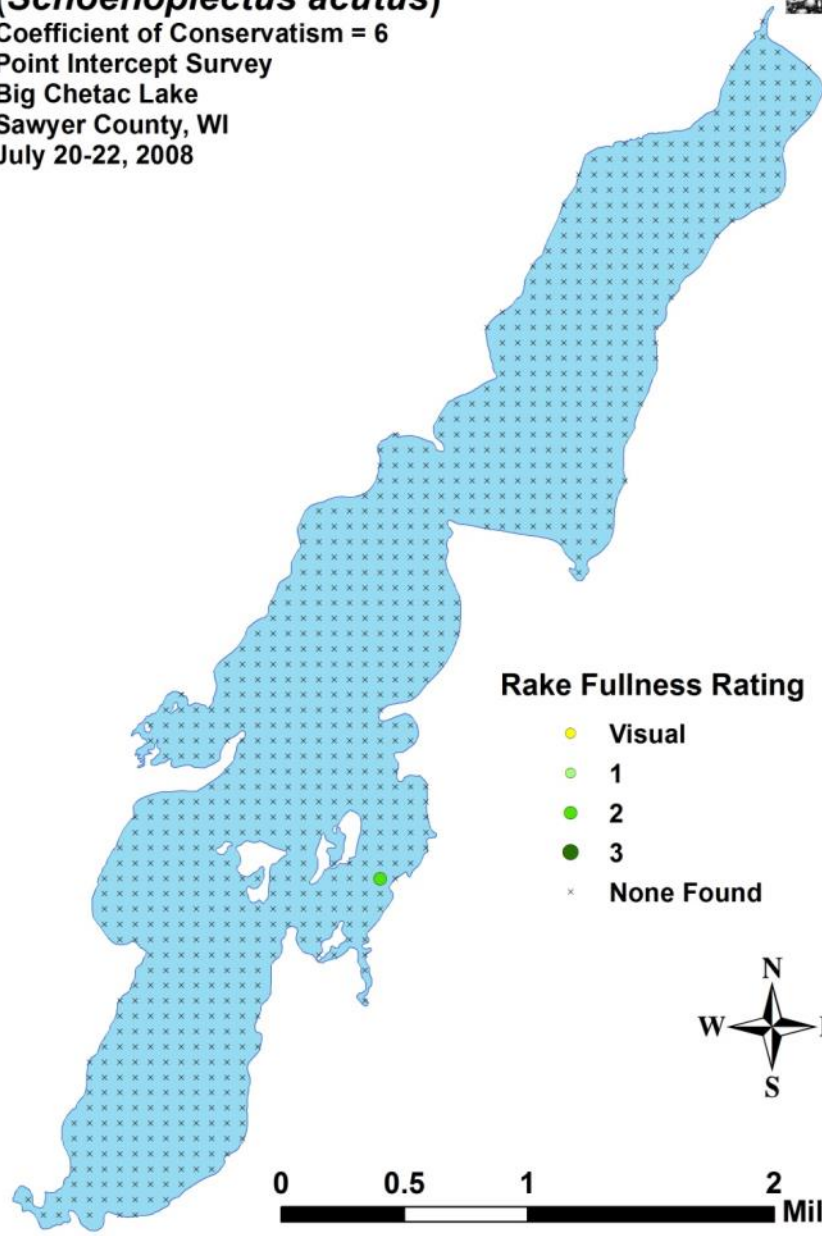 (Schoenoplectus acutus)
Coefficient of Conservatism = 6
Point Intercept Survey
Big Chetac Lake
Sawyer County, WI
July 20-22, 2008
Rake Fullness Rating
Visual
1
2
3
None Found
N
W
S
0 0.5 1 2